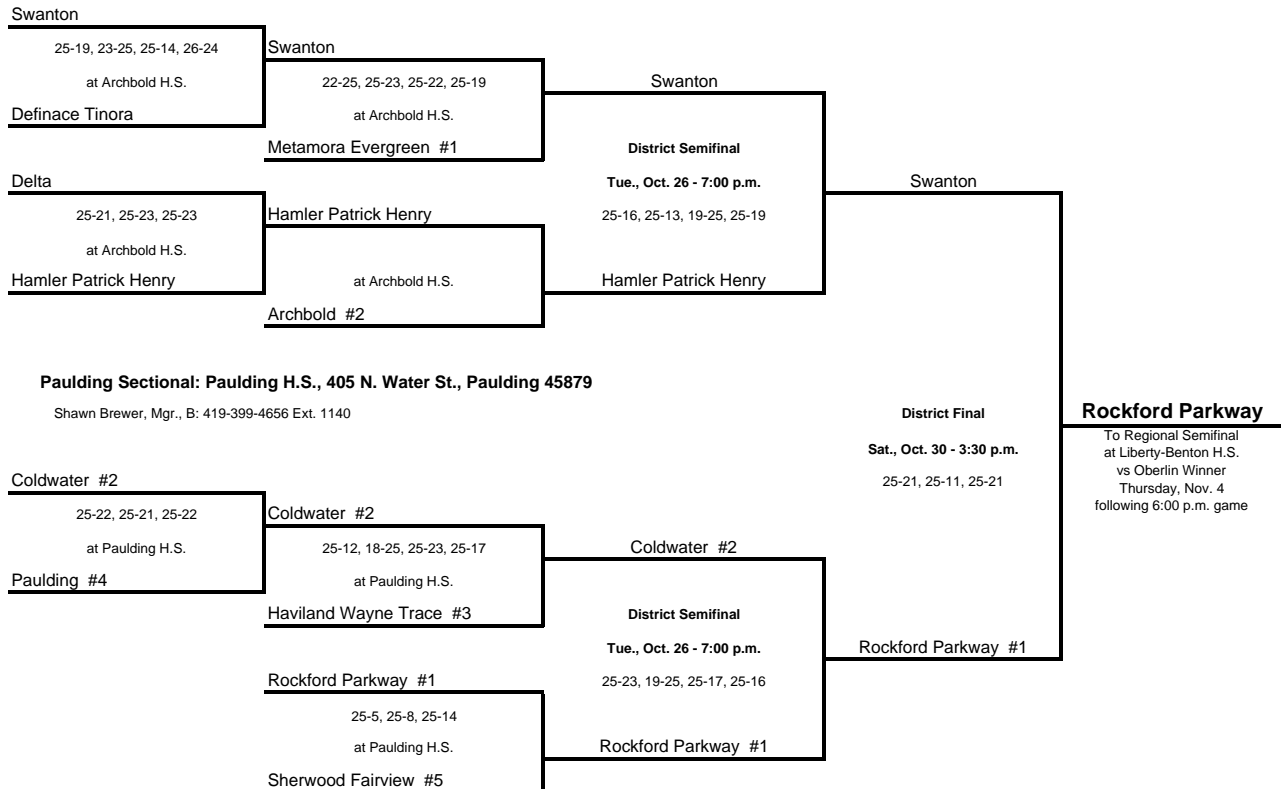 Swanton
25-19, 23-25, 25-14, 26-24
at Archbold H.S.
Definace Tinora
Swanton
22-25, 25-23, 25-22, 25-19
at Archbold H.S.
Metamora Evergreen #1
Swanton
Delta
25-21, 25-23, 25-23
at Archbold H.S.
Hamler Patrick Henry
Hamler Patrick Henry
at Archbold H.S.
Archbold #2
District Semifinal
Tue., Oct. 26 - 7:00 p.m.
25-16, 25-13, 19-25, 25-19
Hamler Patrick Henry
Swanton
Paulding Sectional: Paulding H.S., 405 N. Water St., Paulding 45879
Shawn Brewer, Mgr., B: 419-399-4656 Ext. 1140
District Final
Sat., Oct. 30 - 3:30 p.m.
25-21, 25-11, 25-21
Rockford Parkway
To Regional Semifinal
at Liberty-Benton H.S.
vs Oberlin Winner
Thursday, Nov. 4
following 6:00 p.m. game
Coldwater #2
25-22, 25-21, 25-22
at Paulding H.S.
Paulding #4
Coldwater #2
25-12, 18-25, 25-23, 25-17
at Paulding H.S.
Haviland Wayne Trace #3
Coldwater #2
District Semifinal
Tue., Oct. 26 - 7:00 p.m.
25-23, 19-25, 25-17, 25-16
Rockford Parkway #1
Rockford Parkway #1
25-5, 25-8, 25-14
at Paulding H.S.
Sherwood Fairview #5
Rockford Parkway #1